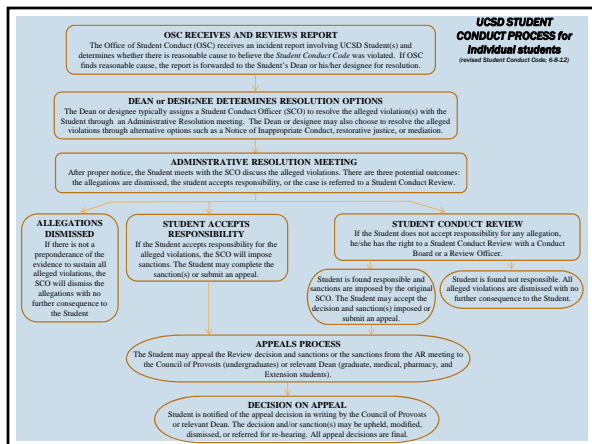 UCSD STUDENT
CONDUCT PROCESS for
individual students
(revised Student Conduct Code; 6-8-12)
OSC RECEIVES AND REVIEWS REPORT
The Office of Student Conduct (OSC) receives an incident report involving UCSD Student(s) and
determines whether there is reasonable cause to believe the Student Conduct Code was violated. If OSC
finds reasonable cause, the report is forwarded to the Student's Dean or his/her designee for resolution.
DEAN or DESIGNEE DETERMINES RESOLUTION OPTIONS
The Dean or designee typically assigns a Student Conduct Officer (SCO) to resolve the alleged violation(s) with the
Student through an Administrative Resolution meeting. The Dean or designee may also choose to resolve the alleged
violations through alternative options such as a Notice of Inappropriate Conduct, restorative justice, or mediation.
ADMINSTRATIVE RESOLUTION MEETING
After proper notice, the Student meets with the SCO discuss the alleged violations. There are three potential outcomes:
the allegations are dismissed, the student accepts responsibility, or the case is referred to a Student Conduct Review.
ALLEGATIONS
DISMISSED
If there is not a
preponderance of the
evidence to sustain all
alleged violations, the
SCO will dismiss the
allegations with no
further consequence to
the Student
STUDENT ACCEPTS
RESPONSIBILITY
If the Student accepts responsibility for the
alleged violations, the SCO will impose
sanctions. The Student may complete the
sanction(s) or submit an appeal.
STUDENT CONDUCT REVIEW
If the Student does not accept responsibility for any allegation,
he/she has the right to a Student Conduct Review with a Conduct
Board or a Review Officer.
Student is found responsible and
sanctions are imposed by the original
SCO. The Student may accept the
decision and sanction(s) imposed or
submit an appeal.
Student is found not responsible. All
alleged violations are dismissed with no
further consequence to the Student.
APPEALS PROCESS
The Student may appeal the Review decision and sanctions or the sanctions from the AR meeting to
the Council of Provosts (undergraduates) or relevant Dean (graduate, medical, pharmacy, and
Extension students).
DECISION ON APPEAL
Student is notified of the appeal decision in writing by the Council of Provosts
or relevant Dean. The decision and/or sanction(s) may be upheld, modified,
dismissed, or referred for re-hearing. All appeal decisions are final.